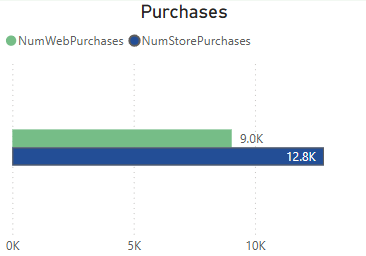 Purchases
NumWebPurchases NumStorePurchases
9.0K
12.8K
0K 5K 10K